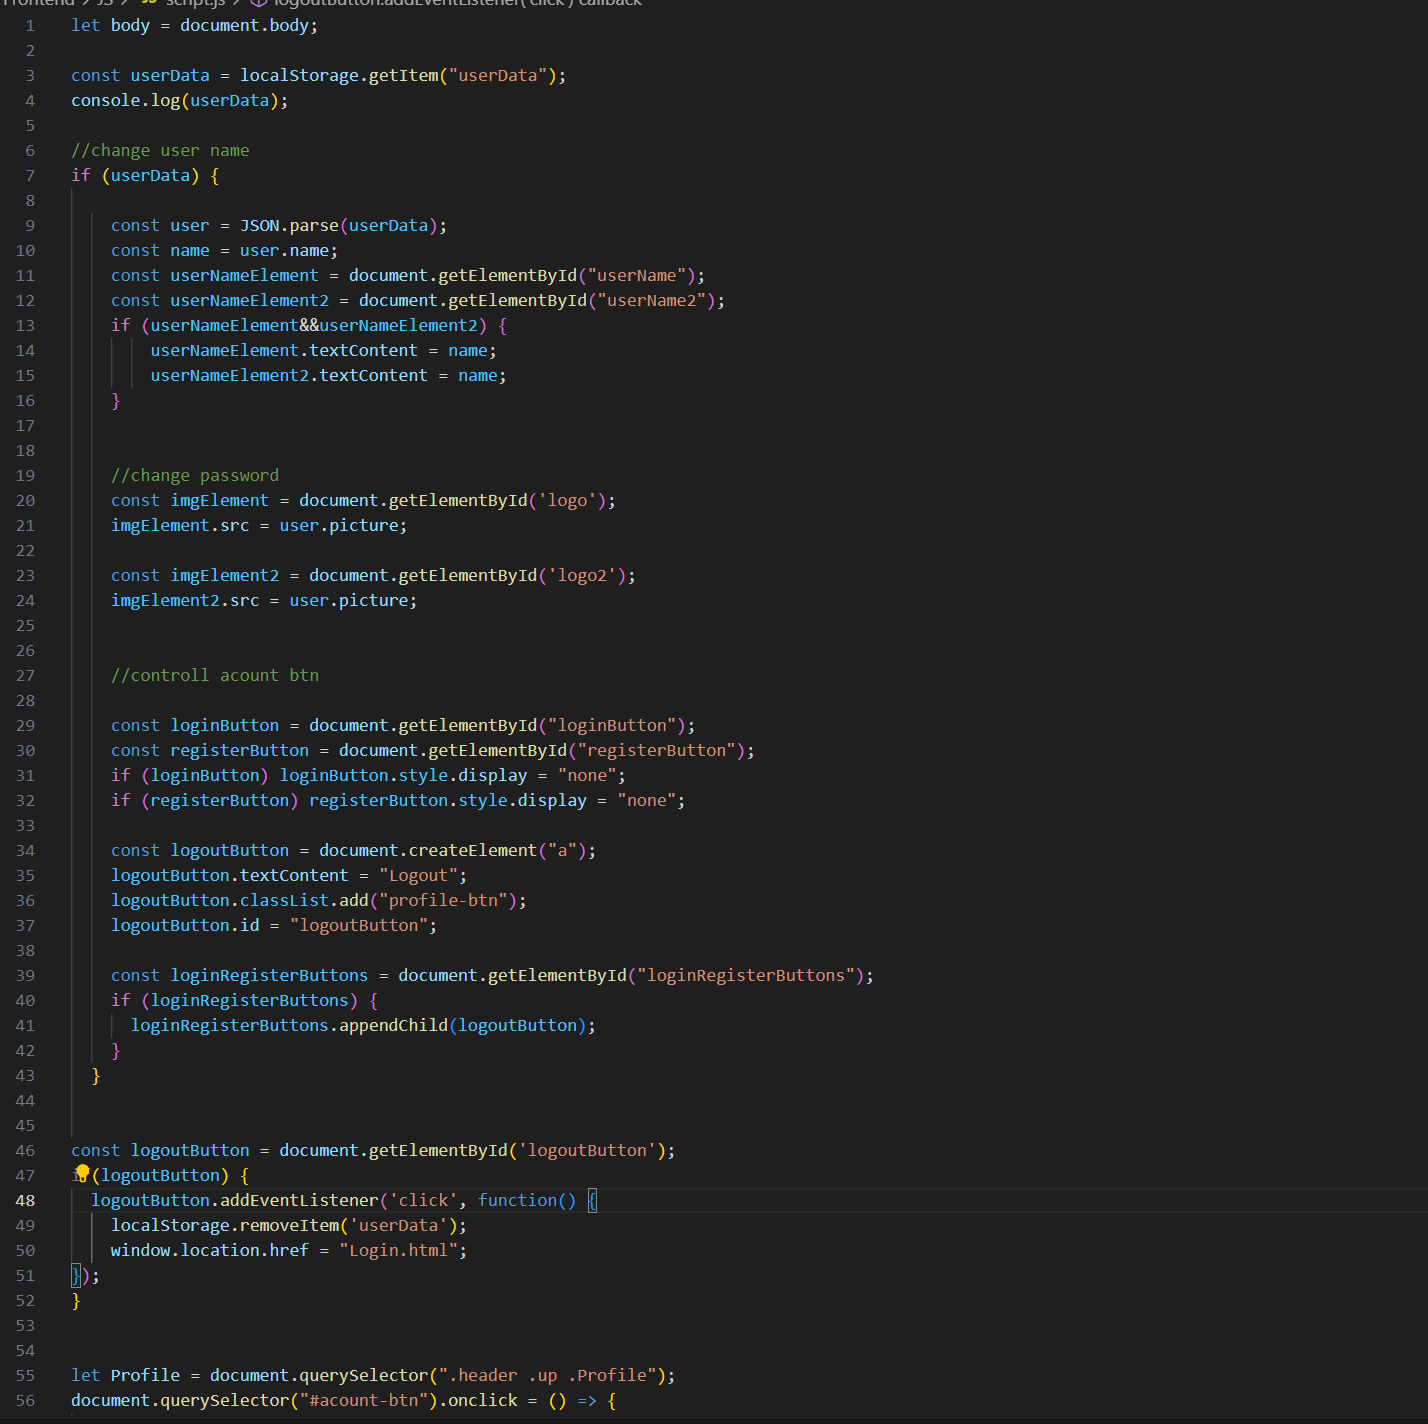 Frontend > JS > JS script.js > logoutButton.addEventListener('click') callback
1 let body = document.body;
2
3 const userData = localStorage.getItem("userData");
4 console.log(userData);
5
6 //change user name
7 if (userData) {
8
9 const user = JSON.parse(userData);
10 const name = user.name;
11 const userNameElement = document.getElementById("userName");
12 const userNameElement2 = document.getElementById("userName2");
13 if (userNameElement&&userNameElement2) {
14 userNameElement.textContent = name;
15 userNameElement2.textContent = name;
16 }
17
18
19 //change password
20 const imgElement = document.getElementById('logo');
21 imgElement.src = user.picture;
22
23 const imgElement2 = document.getElementById('logo2');
24 imgElement2.src = user.picture;
25
26
27 //controll acount btn
28
29 const loginButton = document.getElementById("loginButton");
30 const registerButton = document.getElementById("registerButton");
31 if (loginButton) loginButton.style.display = "none";
32 if (registerButton) registerButton.style.display = "none";
33
34 const logoutButton = document.createElement("a");
35 logoutButton.textContent = "Logout";
36 logoutButton.classList.add("profile-btn");
37 logoutButton.id = "logoutButton";
38
39 const loginRegisterButtons = document.getElementById("loginRegisterButtons");
40 if (loginRegisterButtons) {
41 loginRegisterButtons.appendChild(logoutButton);
42 }
43 }
44
45
46 const logoutButton = document.getElementById('logoutButton');
47 (logoutButton) {
48 logoutButton.addEventListener('click', function() {
49 localStorage.removeItem('userData');
50 window.location.href = "Login.html";
51 });
52 }
53
54
55 let Profile = document.querySelector(".header .up .Profile");
56 document.querySelector("#acount-btn").onclick = () => {